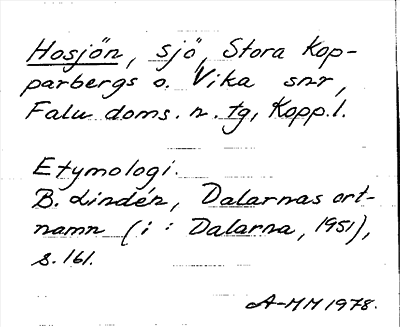 Hosjön, sjö, Stora Kop-
parbergs o. Vika snr,
Falu doms. n. tg, Kopp.l.
Etymologi.
B. Lindén, Dalarnas ort-
namn (i: Dalarna, 1951),
s. 161.
A-MM 1978.